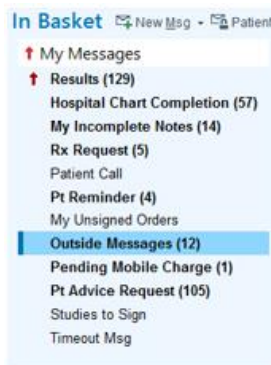 In Basket New Msg Patient
My Messages
Results (129)
Hospital Chart Completion (57)
My Incomplete Notes (14)
Rx Request (5)
Patient Call
Pt Reminder (4)
My Unsigned Orders
Outside Messages (12)
Pending Mobile Charge (1)
Pt Advice Request (105)
Studies to Sign
Timeout Msg